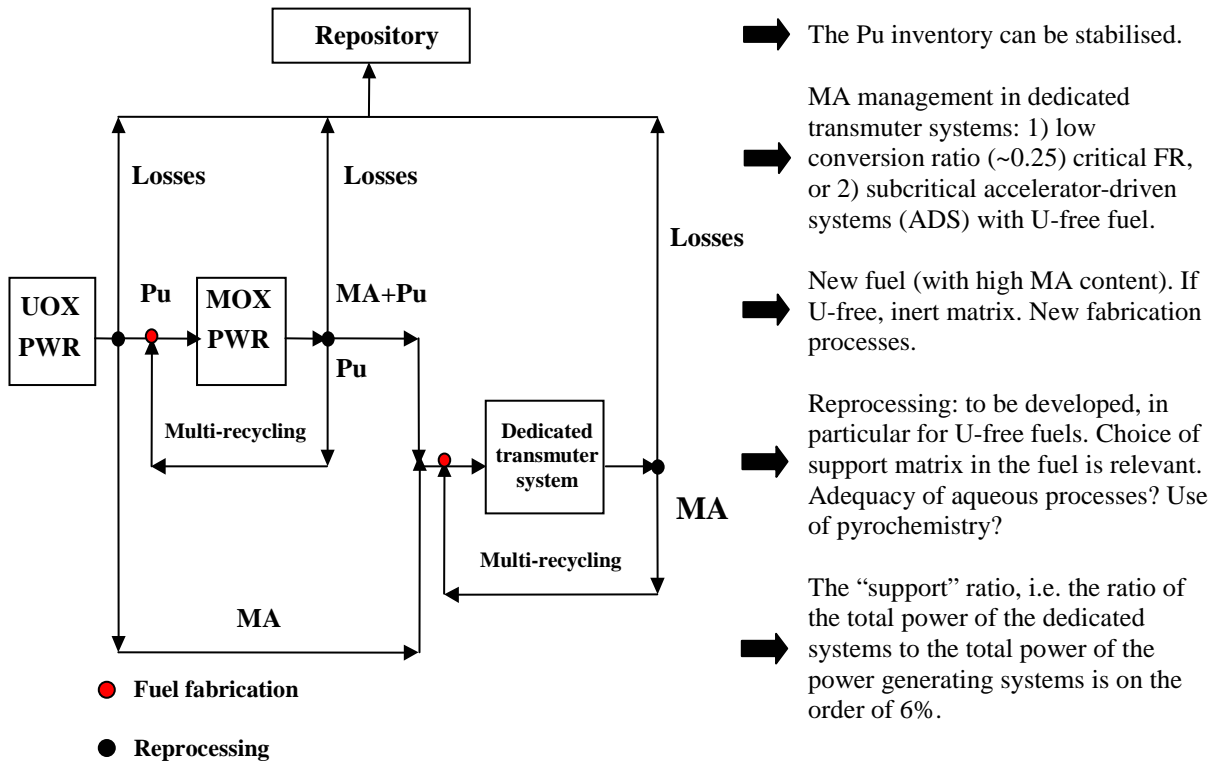 Repository
Losses
Losses
Losses
UOX
PWR
Pu
MOX
PWR
MA+Pu
Pu
Multi-recycling
Dedicated
transmuter
system
MA
Multi-recycling
MA
Fuel fabrication
Reprocessing
The Pu inventory can be stabilised.
MA management in dedicated
transmuter systems: 1) low
conversion ratio (~0.25) critical FR,
or 2) subcritical accelerator-driven
systems (ADS) with U-free fuel.
New fuel (with high MA content). If
U-free, inert matrix. New fabrication
processes.
Reprocessing: to be developed, in
particular for U-free fuels. Choice of
support matrix in the fuel is relevant.
Adequacy of aqueous processes? Use
of pyrochemistry?
The “support” ratio, i.e. the ratio of
the total power of the dedicated
systems to the total power of the
power generating systems is on the
order of 6%.